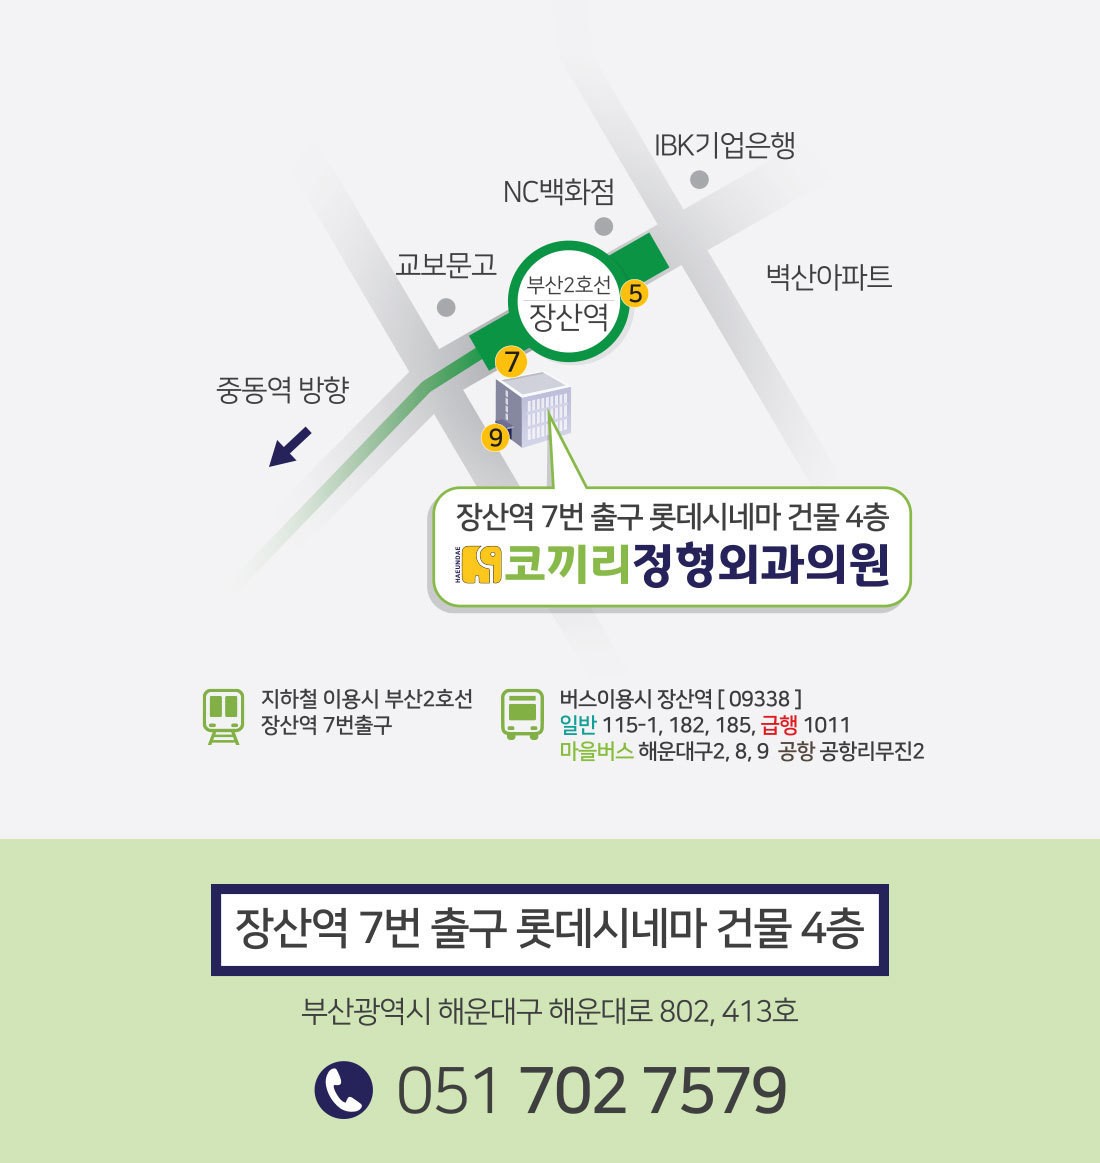 IBK기업은행
NC백화점
교보문고
부산2호선
장산역
5
벽산아파트
7
중동역 방향
9
장산역 7번 출구 롯데시네마 건물 4층
HAEUNDAE
코끼리정형외과의원
지하철 이용시 부산2호선
장산역 7번출구
버스이용시 장산역 [ 09338 ]
일반 115-1, 182, 185, 급행 1011
마을버스 해운대구2, 8, 9 공항 공항리무진2
장산역 7번 출구 롯데시네마 건물 4층
부산광역시 해운대구 해운대로 802, 413호
051 702 7579